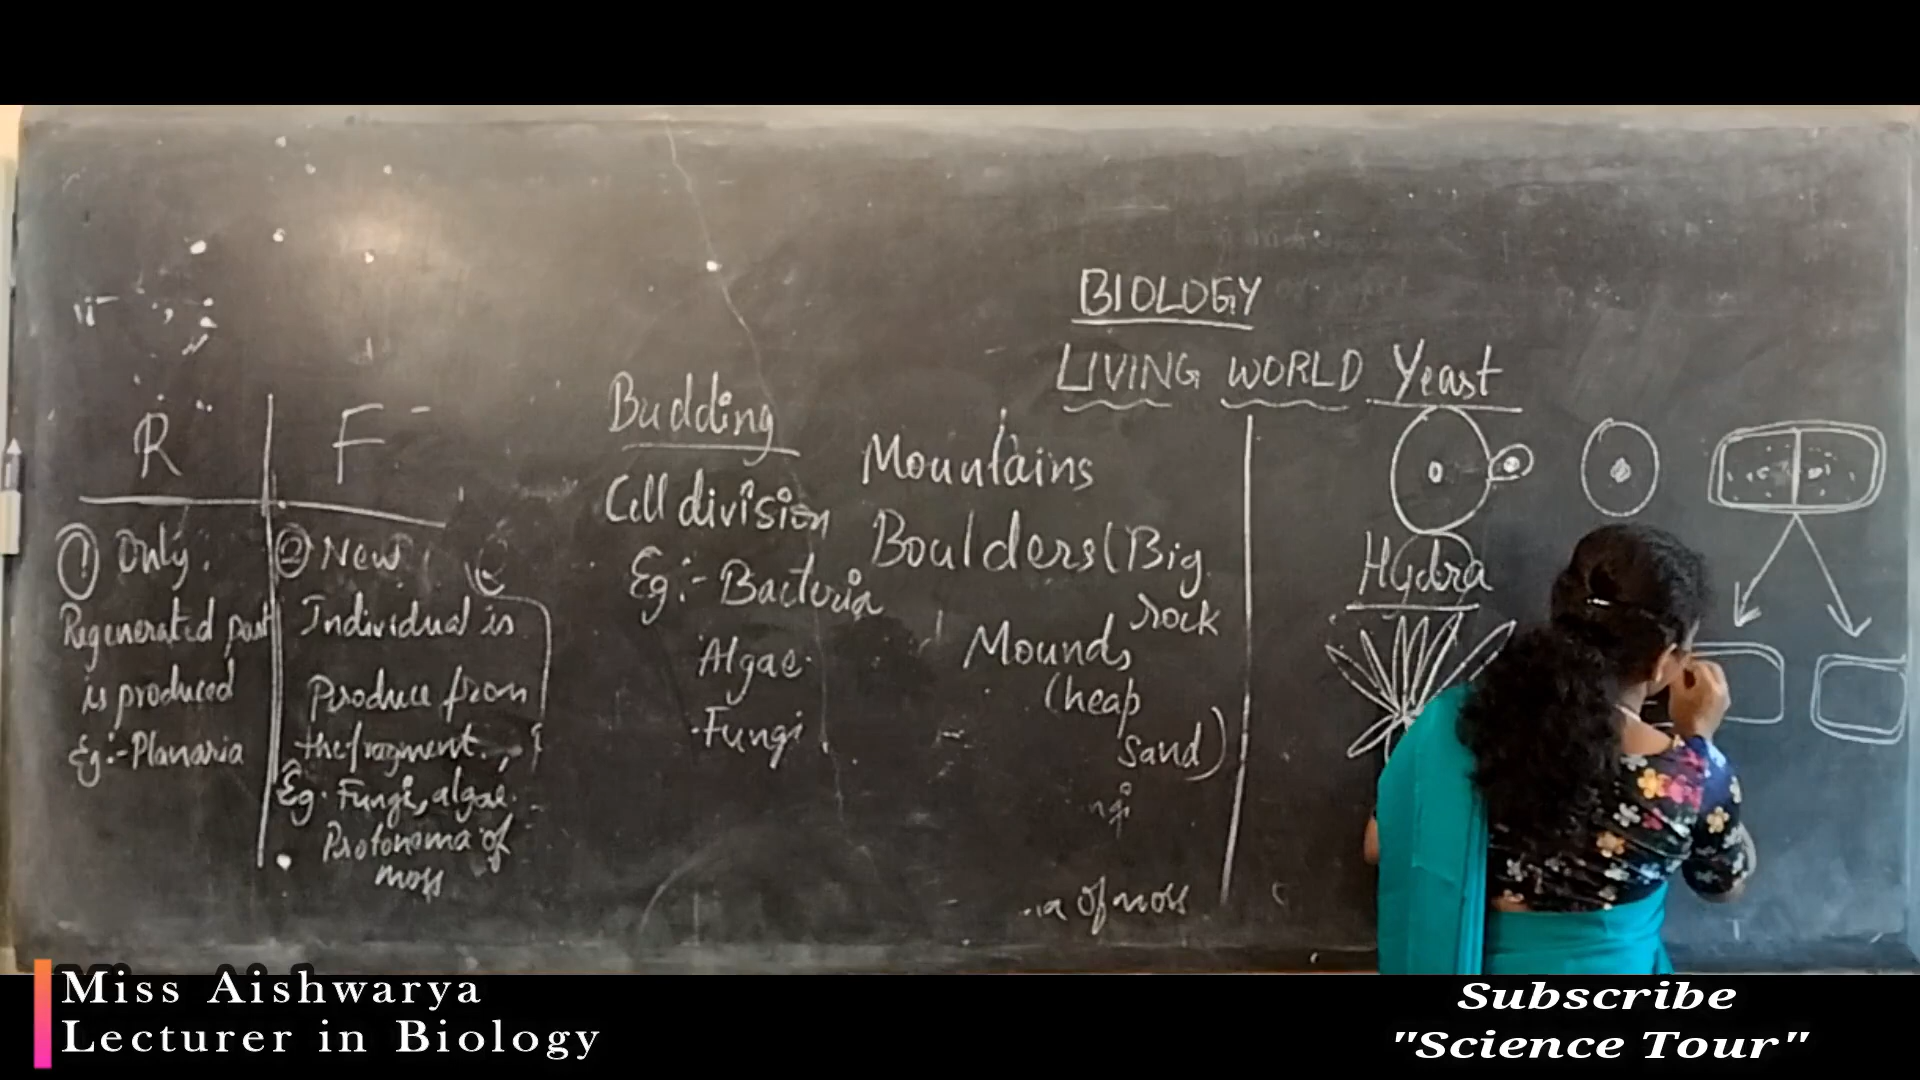 BIOLOGY
LIVING WORLD
R
F
① Only
Regenerated part
is produced
Eg:- Planaria
② New
Individual is
Produce from
the fragment.
Eg. Fungi, algae.
Protonoma of
moss
Budding
Cell division
Eg:- Bacteria
Algae.
Fungi.
Mountains
Boulders (Big
rock
Mounds
(heap
Sand)
ngi
a of moss
Yeast
Hydra
Miss Aishwarya
Lecturer in Biology
Subscribe
"Science Tour"